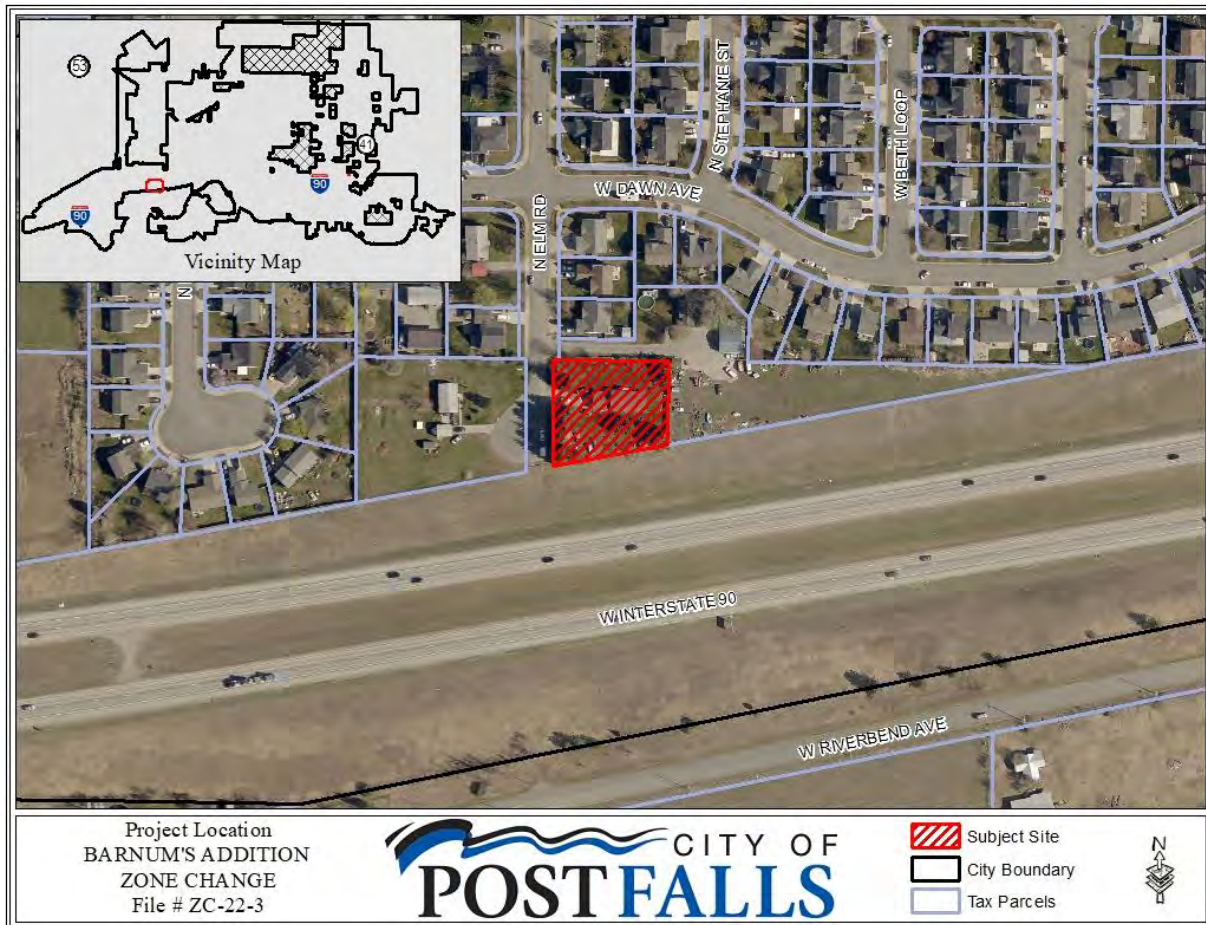 53
41
90
90
Vicinity Map
N STEPHANIE ST
W BETH LOOP
W DAWN AVE
N ELM RD
N
W INTERSTATE 90
W RIVERBEND AVE
Project Location
BARNUM'S ADDITION
ZONE CHANGE
File # ZC-22-3
CITY OF
POST FALLS
Subject Site
City Boundary
Tax Parcels
N